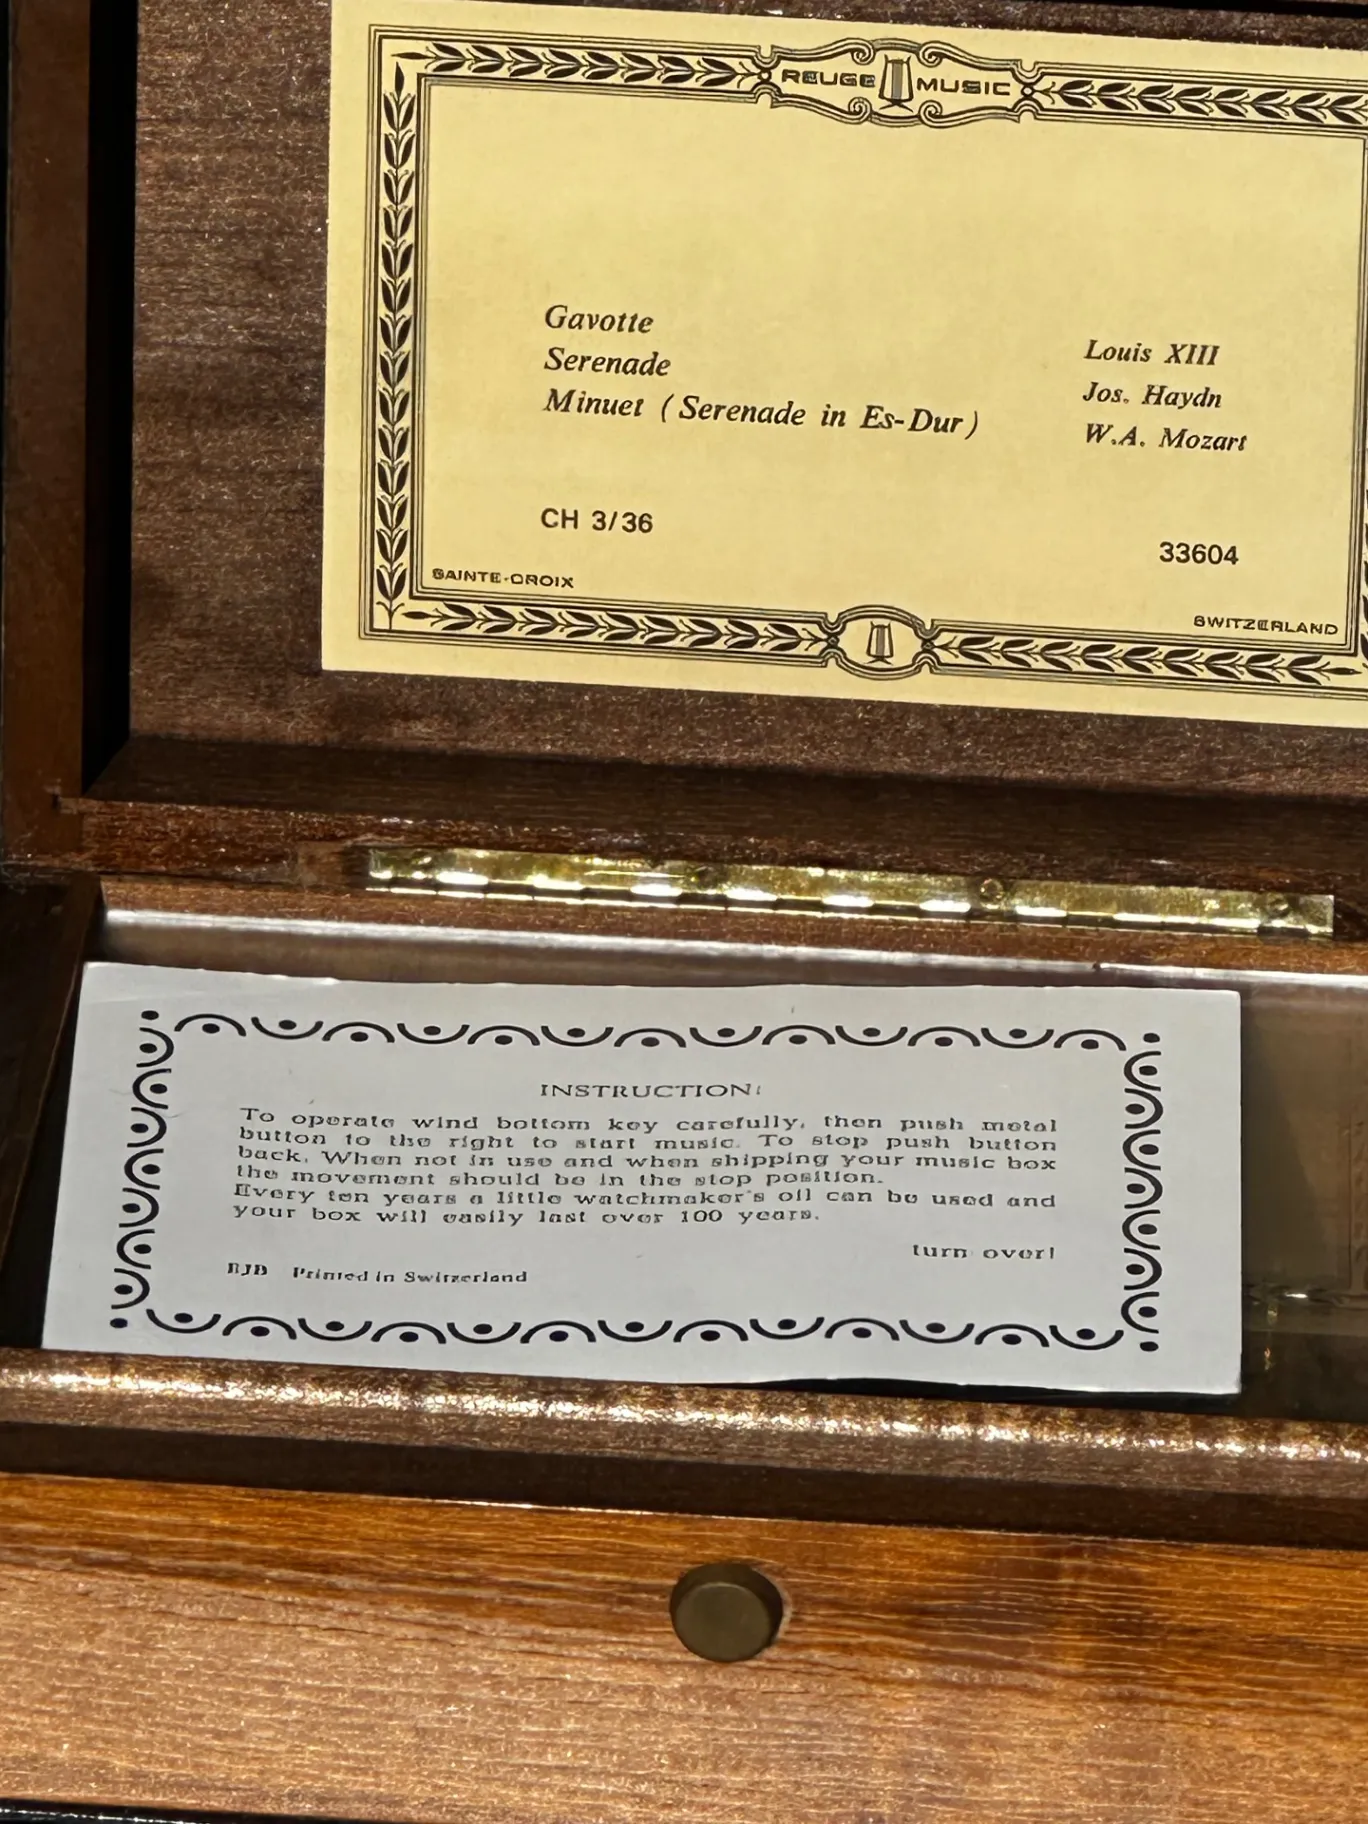 REUGE MUSIC
Gavotte Louis XIII
Serenade Jos. Haydn
Minuet (Serenade in Es-Dur) W.A. Mozart
CH 3/36 33604
SAINTE-CROIX SWITZERLAND
INSTRUCTION:
To operate wind bottom key carefully, then push metal
button to the right to start music. To stop push button
back. When not in use and when shipping your music box
the movement should be in the stop position.
Every ten years a little watchmaker's oil can be used and
your box will easily last over 100 years.
turn over!
BJB Printed in Switzerland